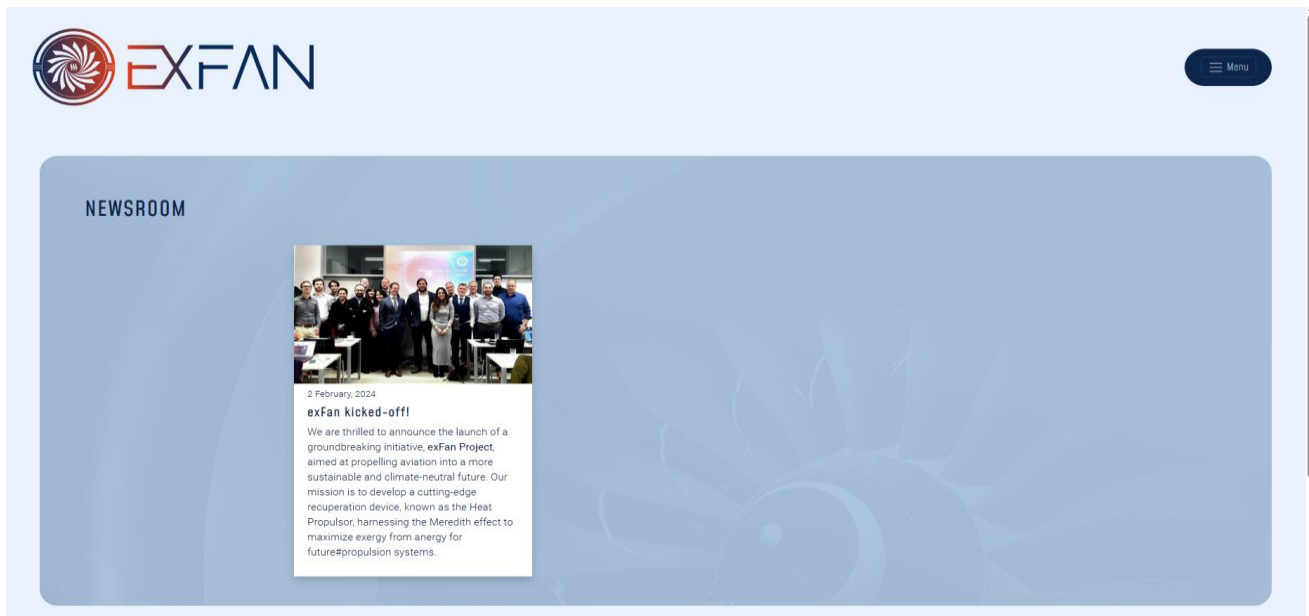 EXFAN
Menu
NEWSROOM
2 February, 2024
exFan kicked-off!
We are thrilled to announce the launch of a
groundbreaking initiative, exFan Project,
aimed at propelling aviation into a more
sustainable and climate-neutral future. Our
mission is to develop a cutting-edge
recuperation device, known as the Heat
Propulsor, harnessing the Meredith effect to
maximize exergy from anergy for
future#propulsion systems.